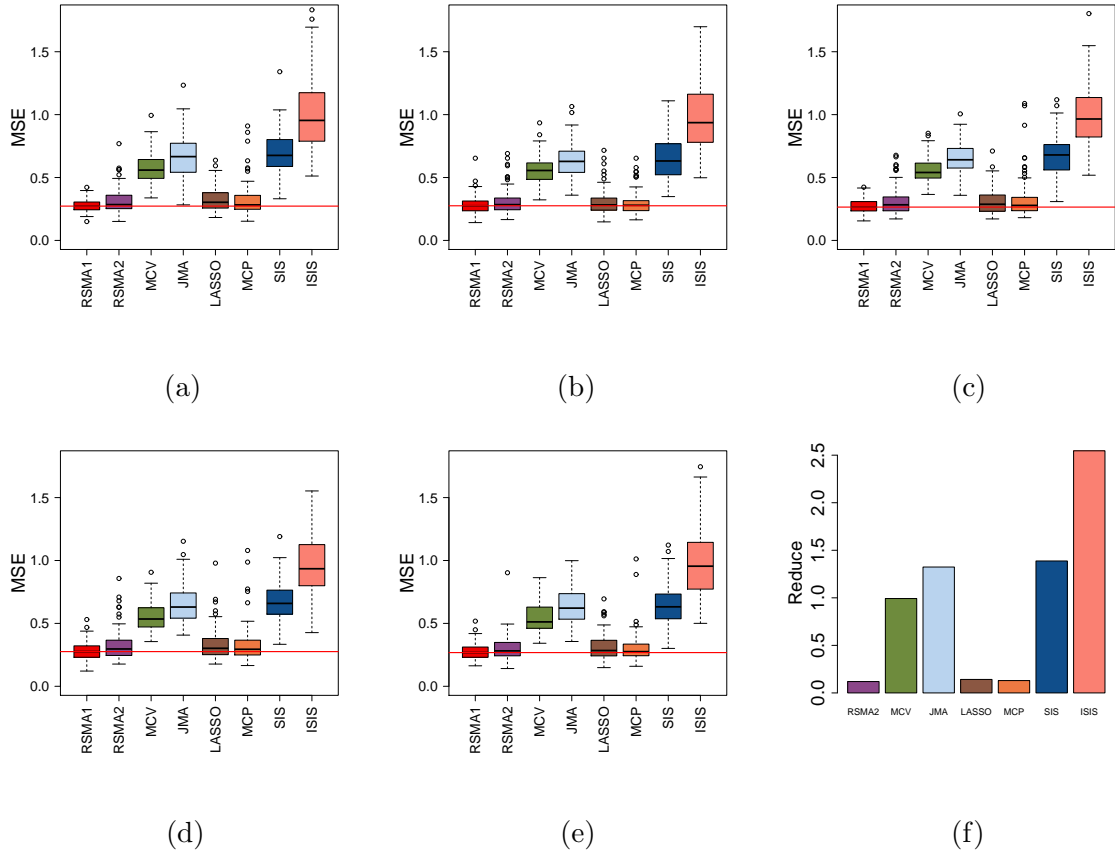 MSE
0.0
0.5
1.0
1.5
RSMA1
RSMA2
MCV
JMA
LASSO
MCP
SIS
ISIS
(a)
MSE
0.0
0.5
1.0
1.5
RSMA1
RSMA2
MCV
JMA
LASSO
MCP
SIS
ISIS
(b)
MSE
0.0
0.5
1.0
1.5
RSMA1
RSMA2
MCV
JMA
LASSO
MCP
SIS
ISIS
(c)
MSE
0.0
0.5
1.0
1.5
RSMA1
RSMA2
MCV
JMA
LASSO
MCP
SIS
ISIS
(d)
MSE
0.0
0.5
1.0
1.5
RSMA1
RSMA2
MCV
JMA
LASSO
MCP
SIS
ISIS
(e)
Reduce
0.0
0.5
1.0
1.5
2.0
2.5
RSMA2
MCV
JMA
LASSO
MCP
SIS
ISIS
(f)